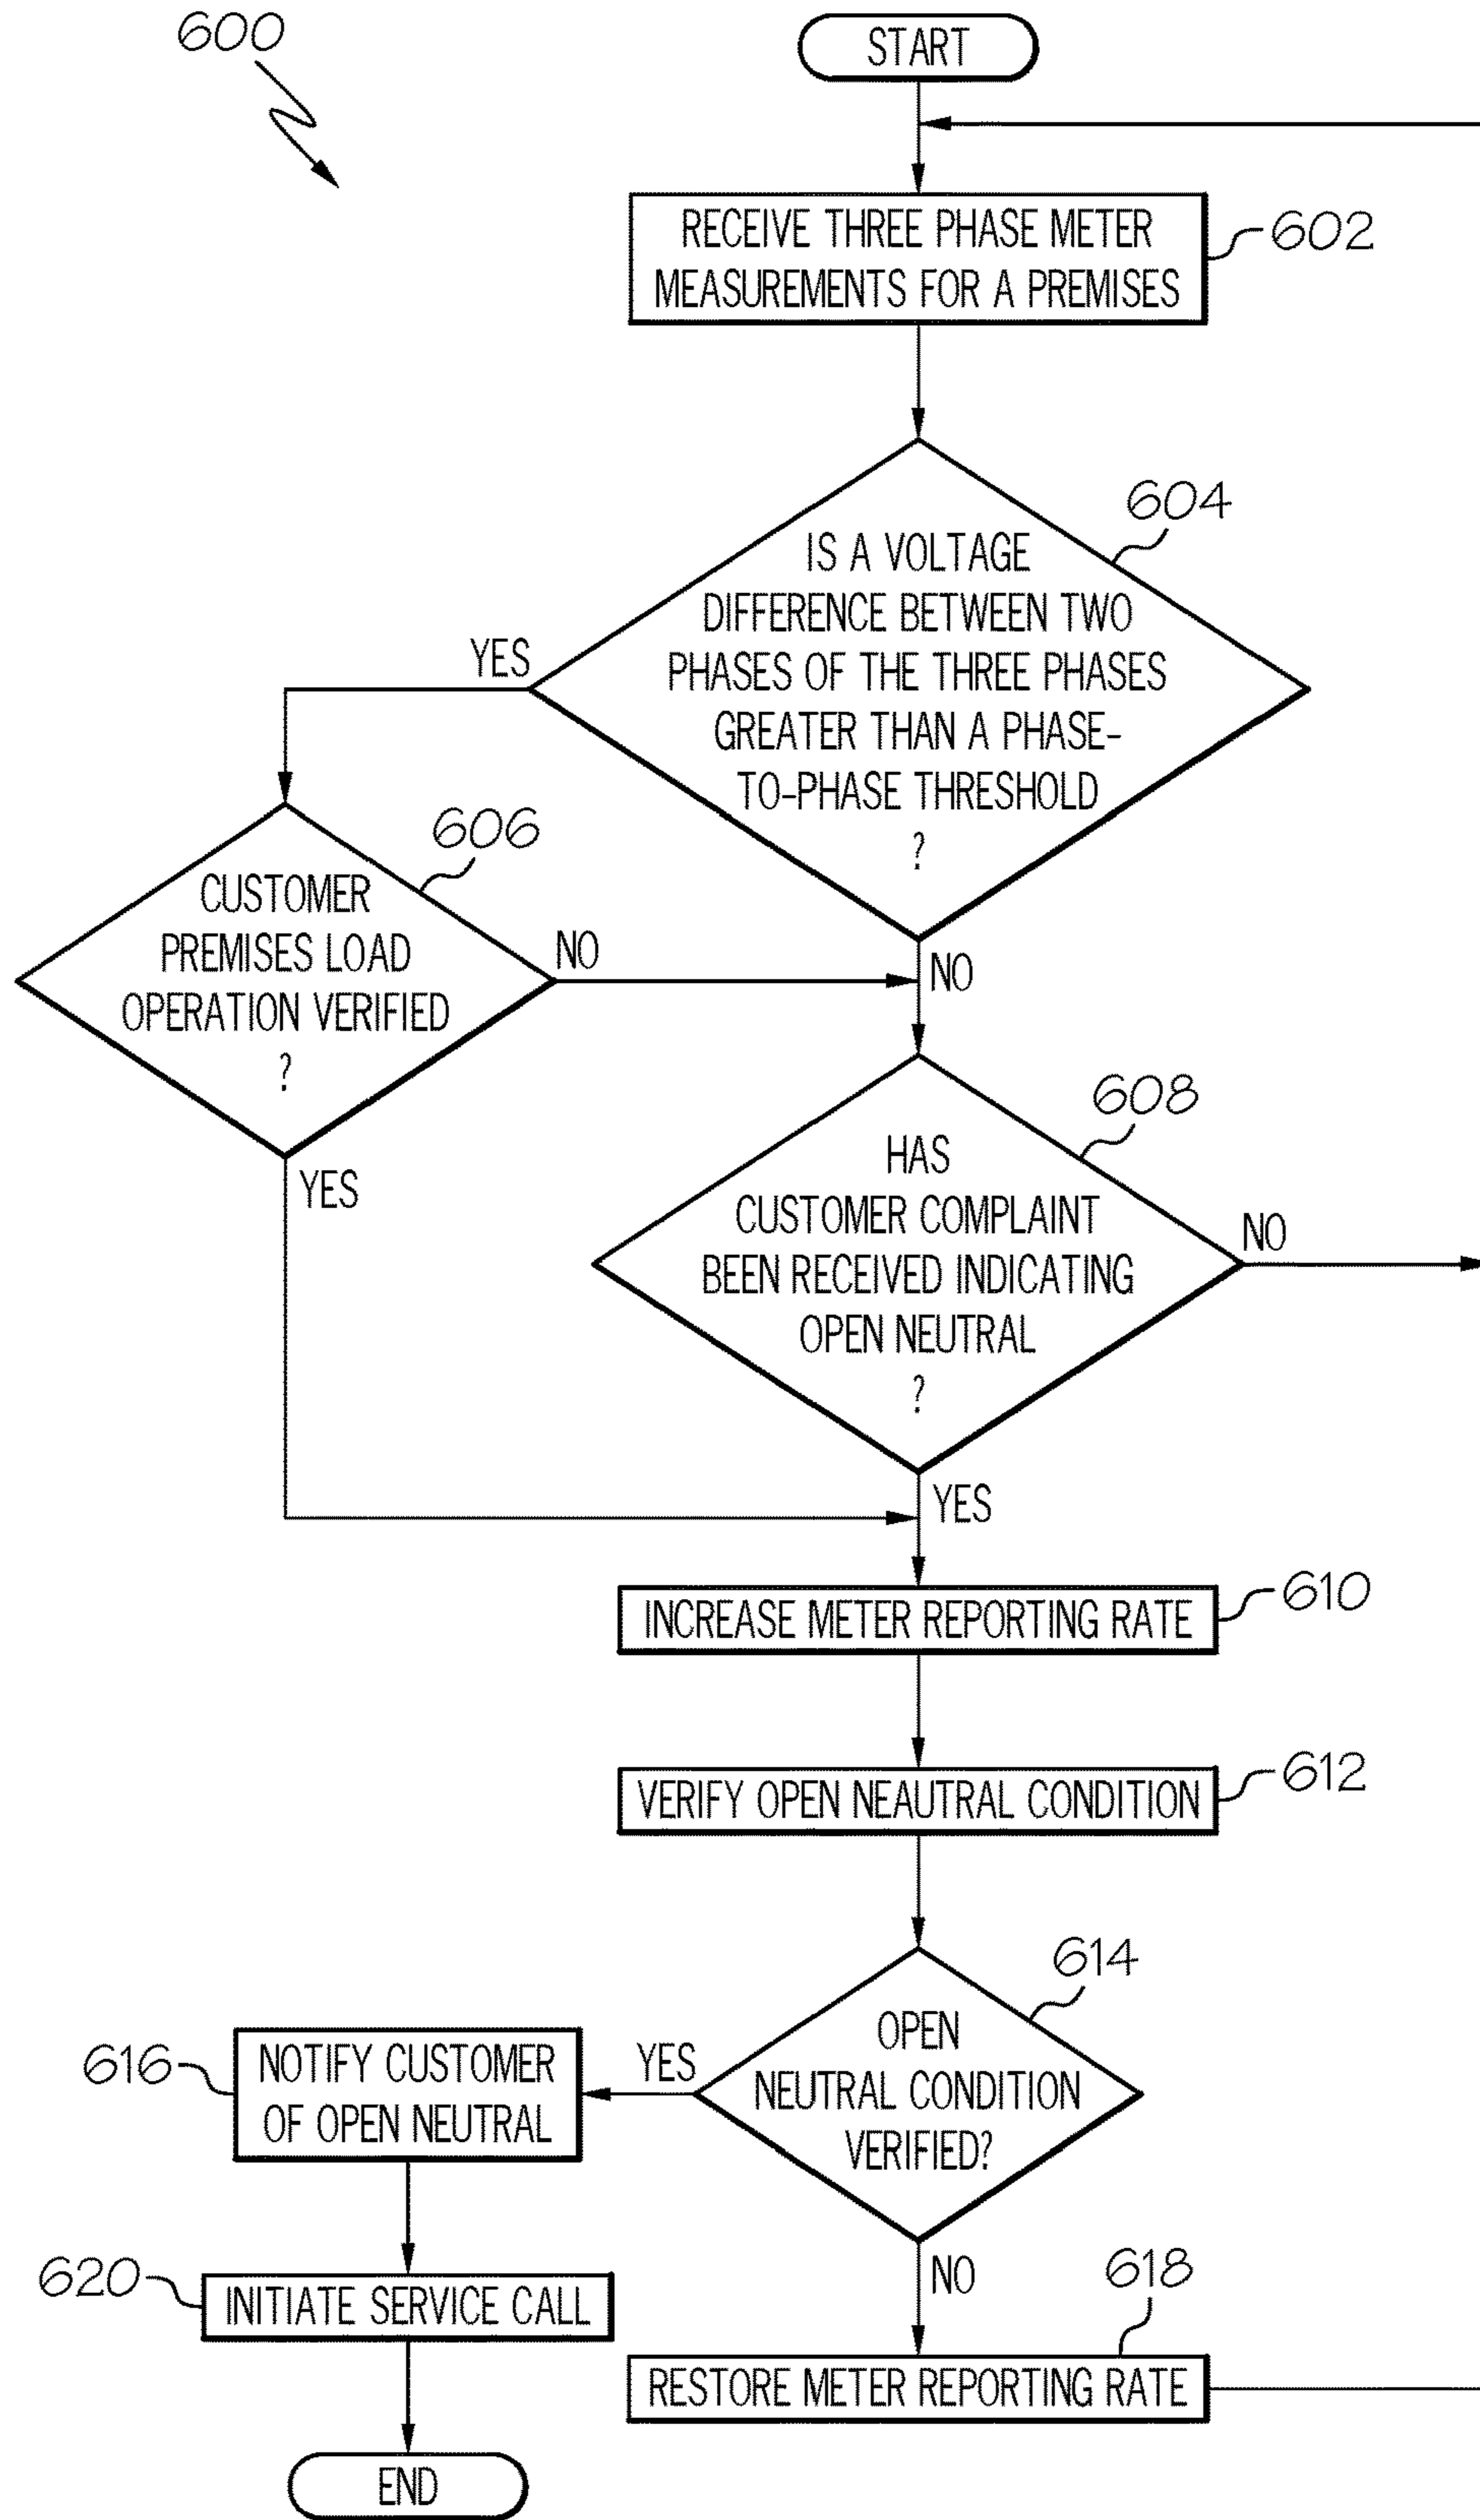 600
START
RECEIVE THREE PHASE METER
MEASUREMENTS FOR A PREMISES
602
604
IS A VOLTAGE
DIFFERENCE BETWEEN TWO
PHASES OF THE THREE PHASES
GREATER THAN A PHASE-
TO-PHASE THRESHOLD
?
YES
NO
606
CUSTOMER
PREMISES LOAD
OPERATION VERIFIED
?
NO
YES
608
HAS
CUSTOMER COMPLAINT
BEEN RECEIVED INDICATING
OPEN NEUTRAL
?
NO
YES
INCREASE METER REPORTING RATE
610
VERIFY OPEN NEAUTRAL CONDITION
612
614
OPEN
NEUTRAL CONDITION
VERIFIED?
YES
NO
616
NOTIFY CUSTOMER
OF OPEN NEUTRAL
618
RESTORE METER REPORTING RATE
620
INITIATE SERVICE CALL
END